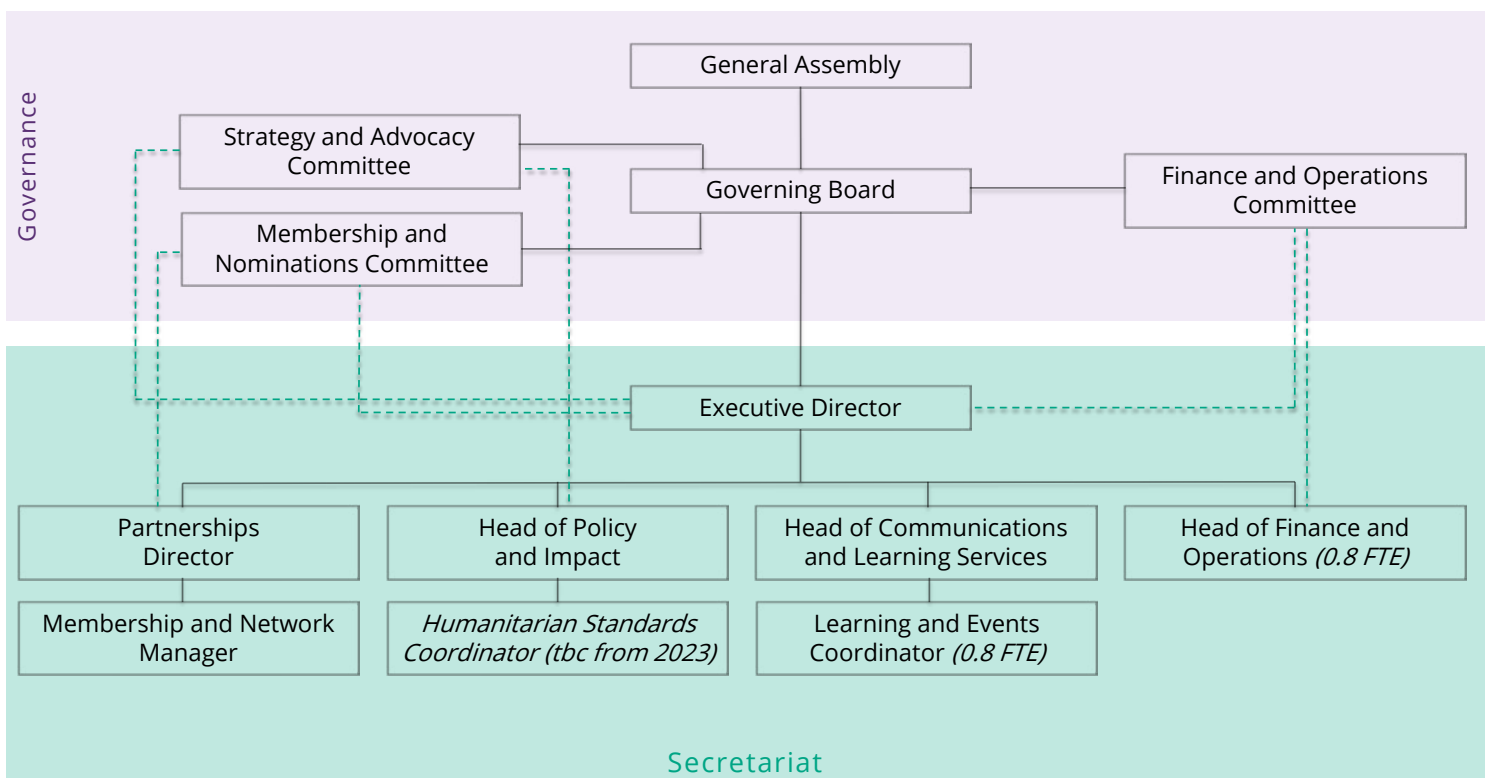 Governance
General Assembly
Strategy and Advocacy
Committee
Governing Board
Finance and Operations
Committee
Membership and
Nominations Committee
Executive Director
Partnerships
Director
Head of Policy
and Impact
Head of Communications
and Learning Services
Head of Finance and
Operations (0.8 FTE)
Membership and Network
Manager
Humanitarian Standards
Coordinator (tbc from 2023)
Learning and Events
Coordinator (0.8 FTE)
Secretariat